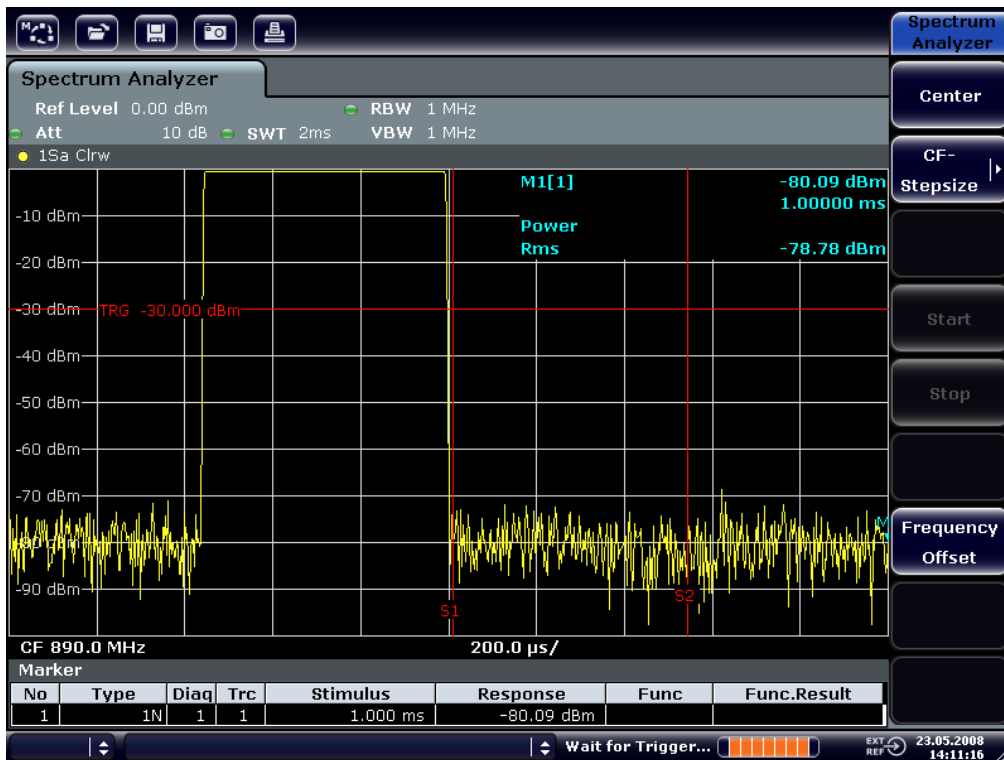 Spectrum
Analyzer
Spectrum Analyzer
Ref Level 0.00 dBm RBW 1 MHz
Att 10 dB SWT 2ms VBW 1 MHz
1Sa Clrw
M1[1] -80.09 dBm
1.00000 ms
Power
Rms -78.78 dBm
-10 dBm
-20 dBm
-30 dBm
TRG -30.000 dBm
-40 dBm
-50 dBm
-60 dBm
-70 dBm
-90 dBm
S1
S2
CF 890.0 MHz 200.0 µs/
Marker
No Type Diag Trc Stimulus Response Func Func.Result
1 1N 1 1 1.000 ms -80.09 dBm
Wait for Trigger...
EXT
REF
23.05.2008
14:11:16
Center
CF-
Stepsize
Start
Stop
Frequency
Offset